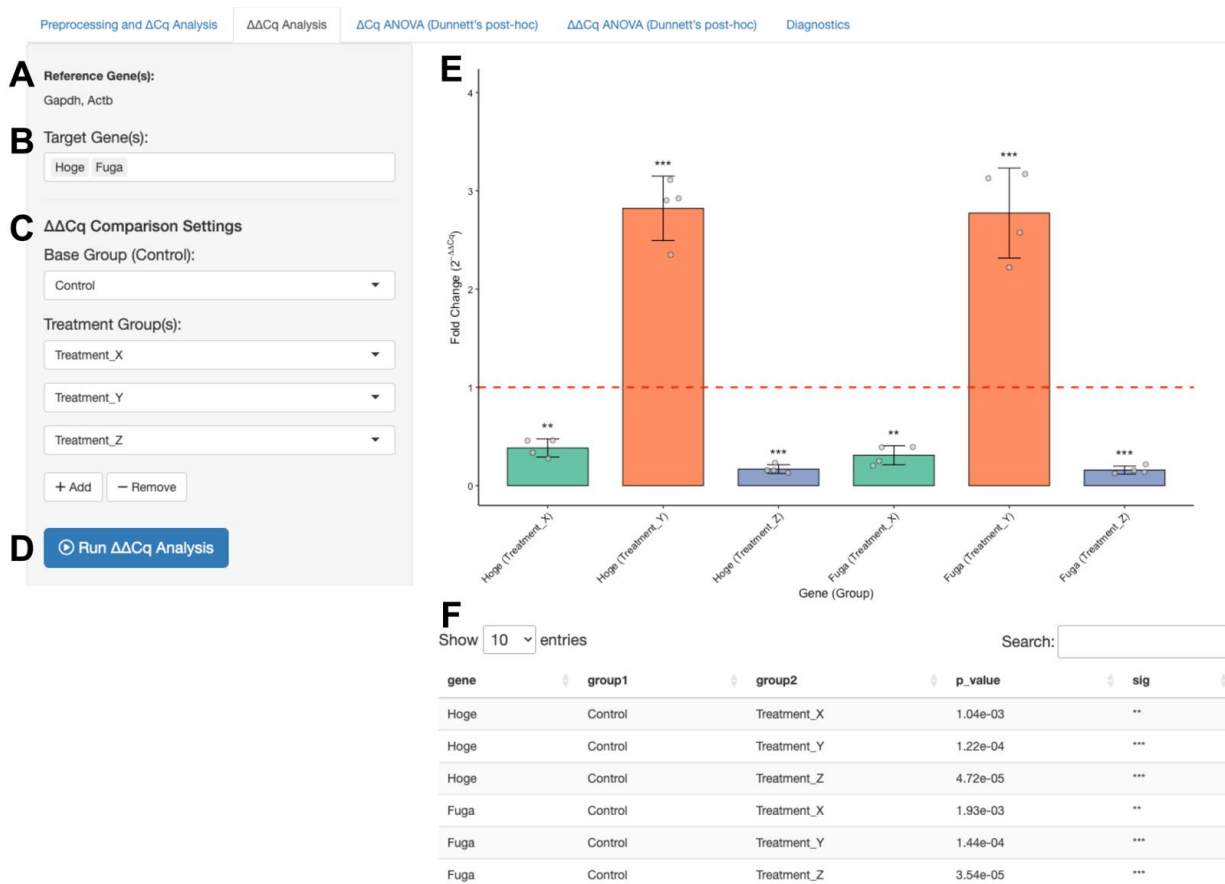 Preprocessing and ΔCq Analysis ΔΔCq Analysis ΔCq ANOVA (Dunnett's post-hoc) ΔΔCq ANOVA (Dunnett's post-hoc) Diagnostics
A
Reference Gene(s):
Gapdh, Actb
B
Target Gene(s):
Hoge Fuga
C
ΔΔCq Comparison Settings
Base Group (Control):
Control
Treatment Group(s):
Treatment_X
Treatment_Y
Treatment_Z
+ Add − Remove
D
Run ΔΔCq Analysis
E
Fold Change (2^-ΔΔCq)
4
3
2
1
0
** *** *** ** *** ***
Hoge (Treatment_X)
Hoge (Treatment_Y)
Hoge (Treatment_Z)
Fuga (Treatment_X)
Fuga (Treatment_Y)
Fuga (Treatment_Z)
Gene (Group)
F
Show 10 entries Search:
gene group1 group2 p_value sig
Hoge Control Treatment_X 1.04e-03 **
Hoge Control Treatment_Y 1.22e-04 ***
Hoge Control Treatment_Z 4.72e-05 ***
Fuga Control Treatment_X 1.93e-03 **
Fuga Control Treatment_Y 1.44e-04 ***
Fuga Control Treatment_Z 3.54e-05 ***